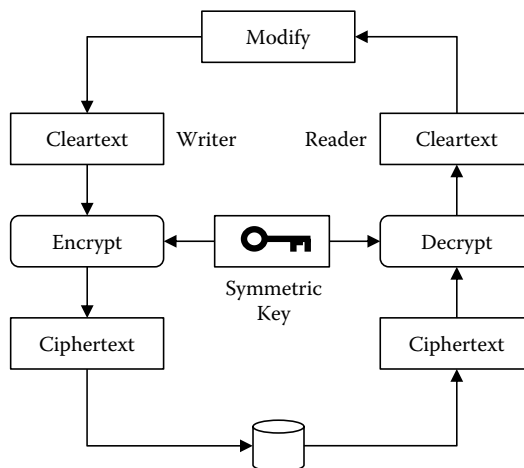 Modify
Cleartext
Writer
Reader
Cleartext
Encrypt
Decrypt
Symmetric
Key
Ciphertext
Ciphertext